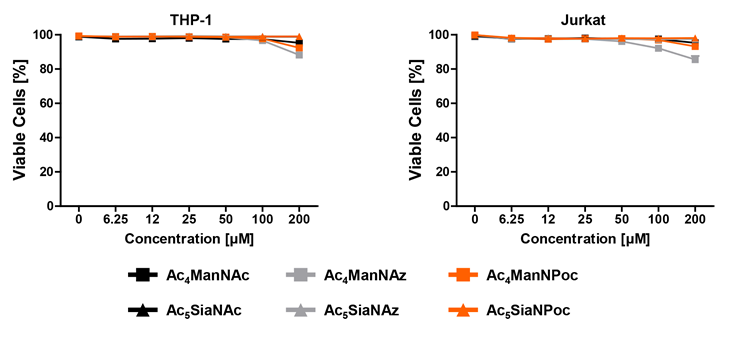 THP-1
Viable Cells [%]
100
80
60
40
20
0
0 6.25 12 25 50 100 200
Concentration [µM]
Jurkat
Viable Cells [%]
100
80
60
40
20
0
0 6.25 12 25 50 100 200
Concentration [µM]
Ac₄ManNAc Ac₄ManNAz Ac₄ManNPoc
Ac₅SiaNAc Ac₅SiaNAz Ac₅SiaNPoc